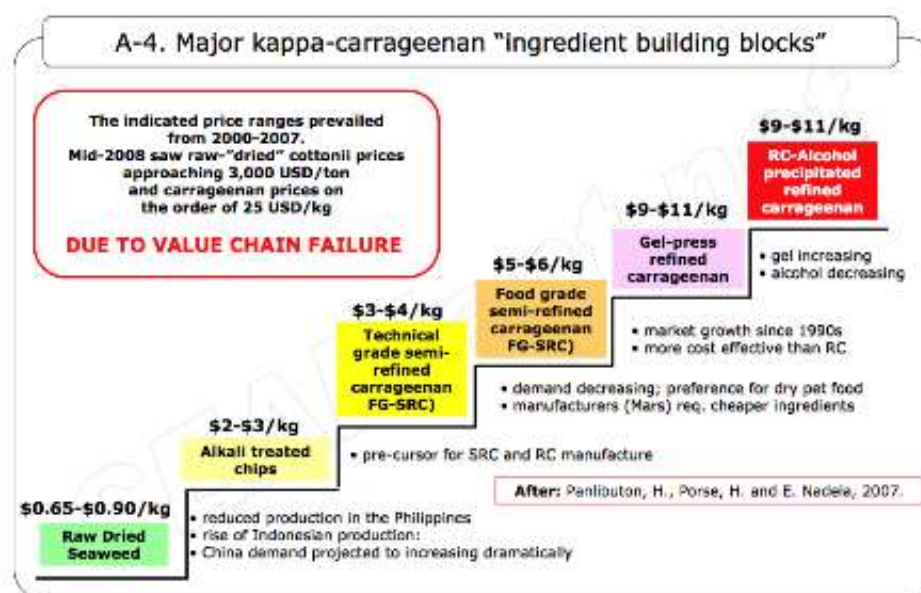 A-4. Major kappa-carrageenan "ingredient building blocks"
The indicated price ranges prevailed
from 2000-2007.
Mid-2008 saw raw-"dried" cottonii prices
approaching 3,000 USD/ton
and carrageenan prices on
the order of 25 USD/kg
DUE TO VALUE CHAIN FAILURE
$9-$11/kg
RC-Alcohol
precipitated
refined
carrageenan
• gel increasing
• alcohol decreasing
$9-$11/kg
Gel-press
refined
carrageenan
• market growth since 1990s
• more cost effective than RC
$5-$6/kg
Food grade
semi-refined
carrageenan
FG-SRC)
• demand decreasing; preference for dry pet food
• manufacturers (Mars) req. cheaper ingredients
$3-$4/kg
Technical
grade semi-
refined
carrageenan
FG-SRC)
• pre-cursor for SRC and RC manufacture
$2-$3/kg
Alkali treated
chips
• reduced production in the Philippines
• rise of Indonesian production:
• China demand projected to increasing dramatically
$0.65-$0.90/kg
Raw Dried
Seaweed
After: Panlibuton, H., Porse, H. and E. Nadela, 2007.